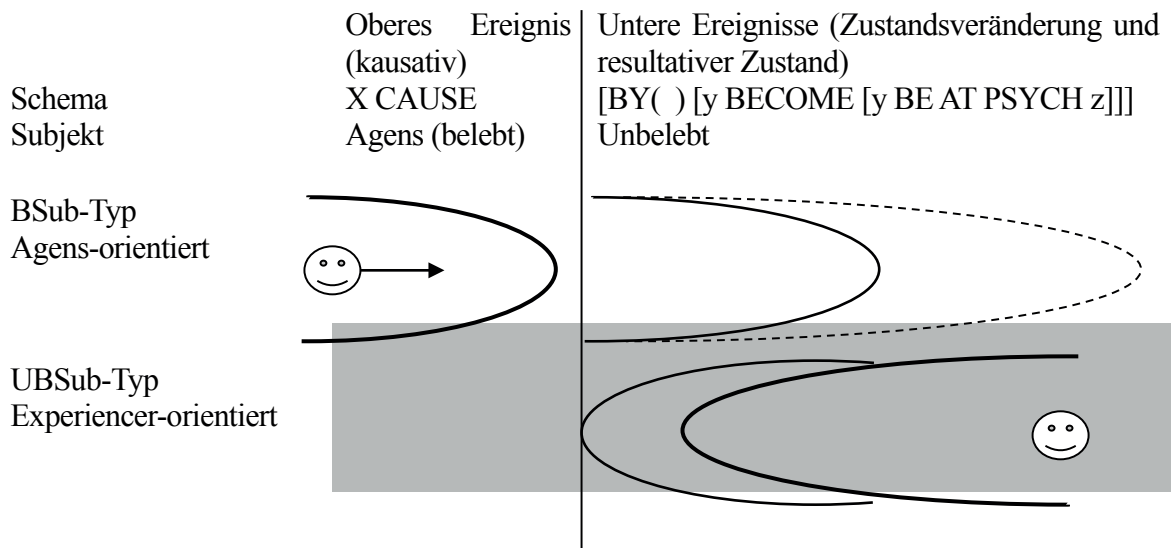 Oberes Ereignis
(kausativ)
Untere Ereignisse (Zustandsveränderung und
resultativer Zustand)
Schema X CAUSE [BY( ) [y BECOME [y BE AT PSYCH z]]]
Subjekt Agens (belebt) Unbelebt
BSub-Typ
Agens-orientiert
UBSub-Typ
Experiencer-orientiert